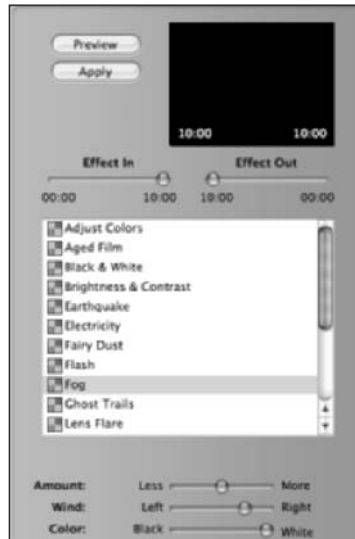 Preview
Apply
10:00 10:00
Effect In Effect Out
00:00 10:00 10:00 00:00
Adjust Colors
Aged Film
Black & White
Brightness & Contrast
Earthquake
Electricity
Fairy Dust
Flash
Fog
Ghost Trails
Lens Flare
Amount: Less More
Wind: Left Right
Color: Black White